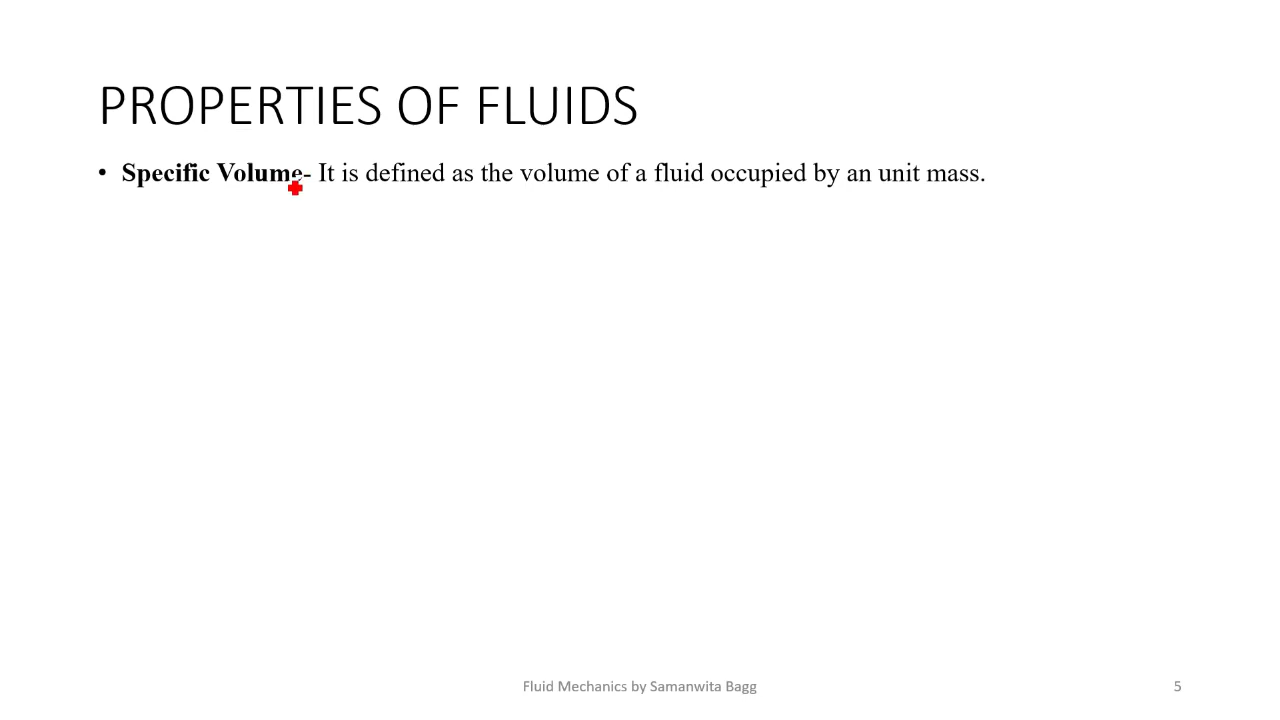 PROPERTIES OF FLUIDS
• Specific Volume- It is defined as the volume of a fluid occupied by an unit mass.
Fluid Mechanics by Samanwita Bagg
5